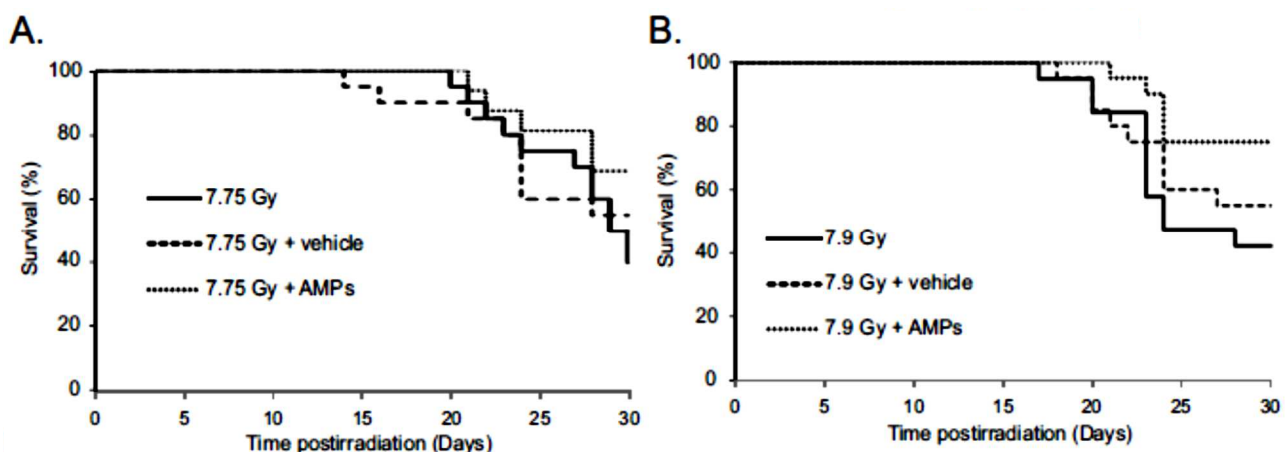 A.
100
80
60
40
20
0
Survival (%)
7.75 Gy
7.75 Gy + vehicle
7.75 Gy + AMPs
0 5 10 15 20 25 30
Time postirradiation (Days)
B.
100
80
60
40
20
0
Survival (%)
7.9 Gy
7.9 Gy + vehicle
7.9 Gy + AMPs
0 5 10 15 20 25 30
Time postirradiation (Days)